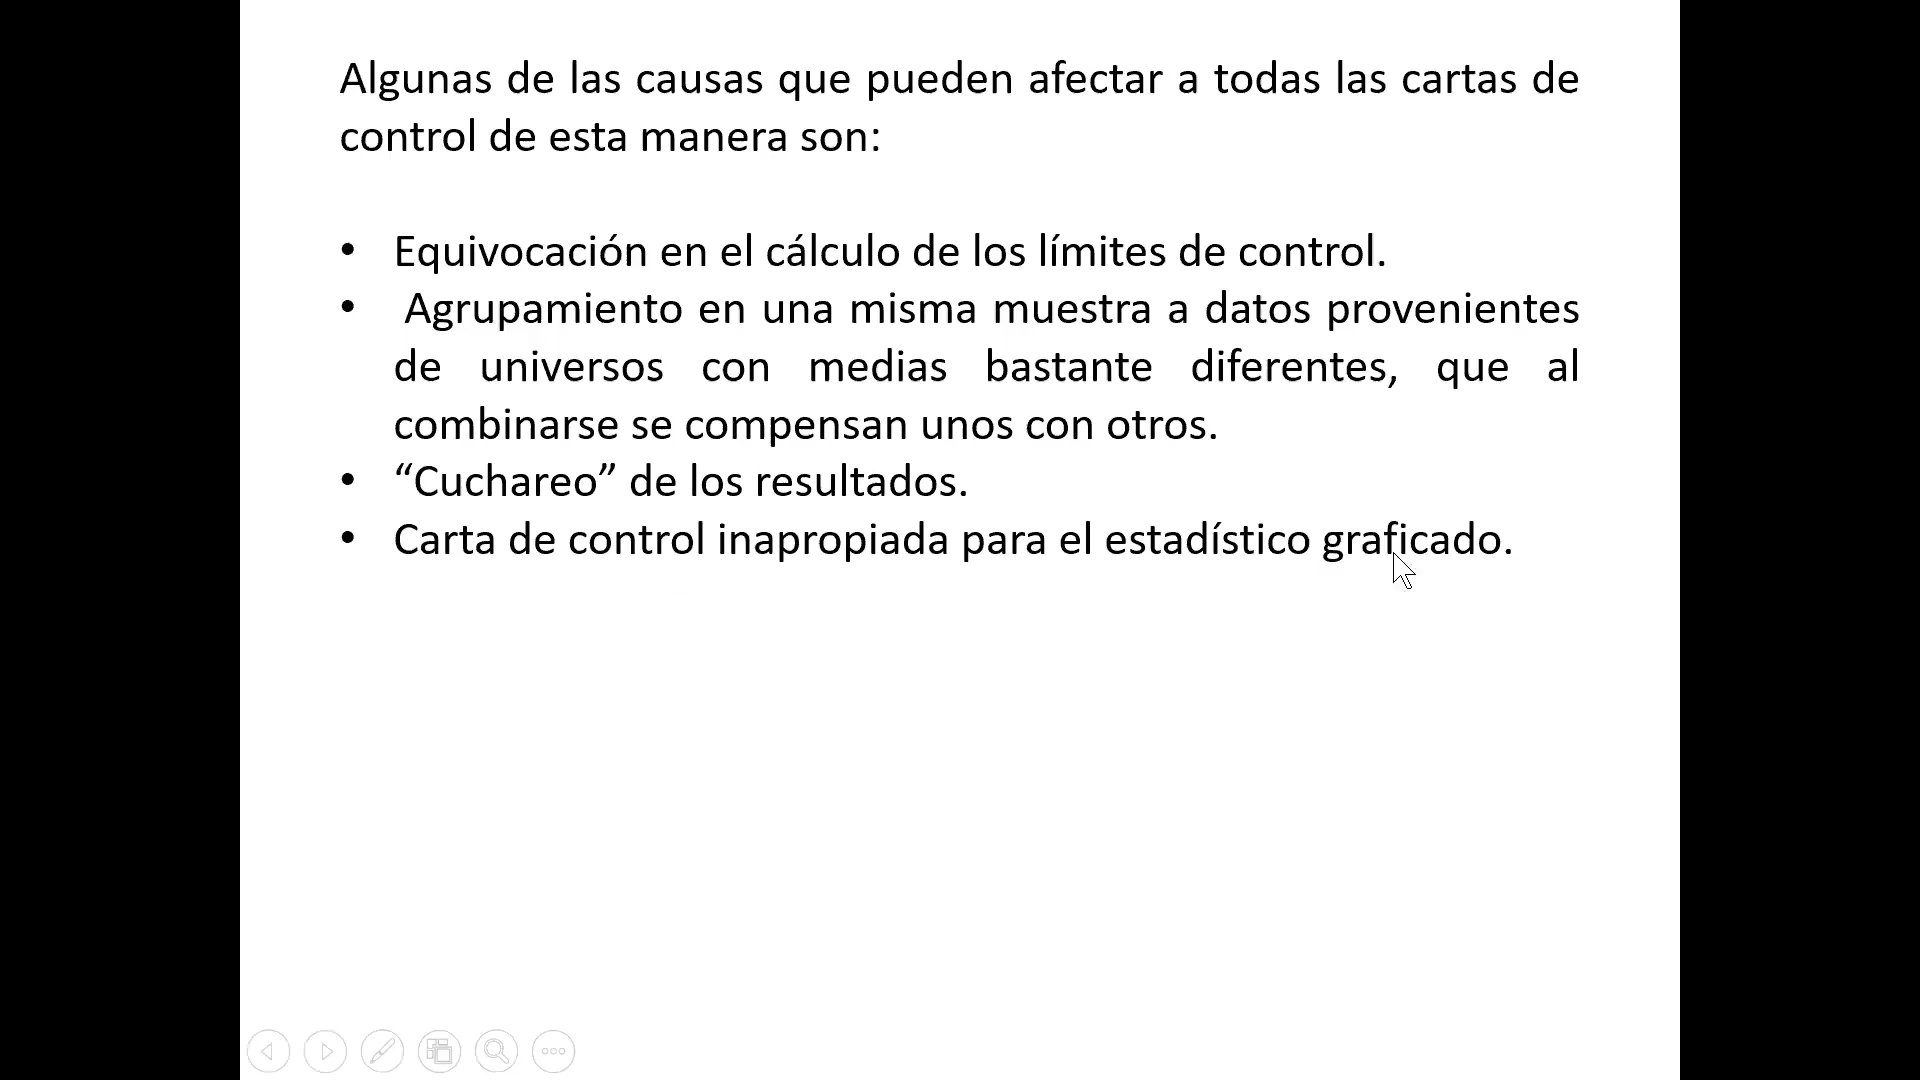 Algunas de las causas que pueden afectar a todas las cartas de
control de esta manera son:
• Equivocación en el cálculo de los límites de control.
• Agrupamiento en una misma muestra a datos provenientes
de universos con medias bastante diferentes, que al
combinarse se compensan unos con otros.
• “Cuchareo” de los resultados.
• Carta de control inapropiada para el estadístico graficado.